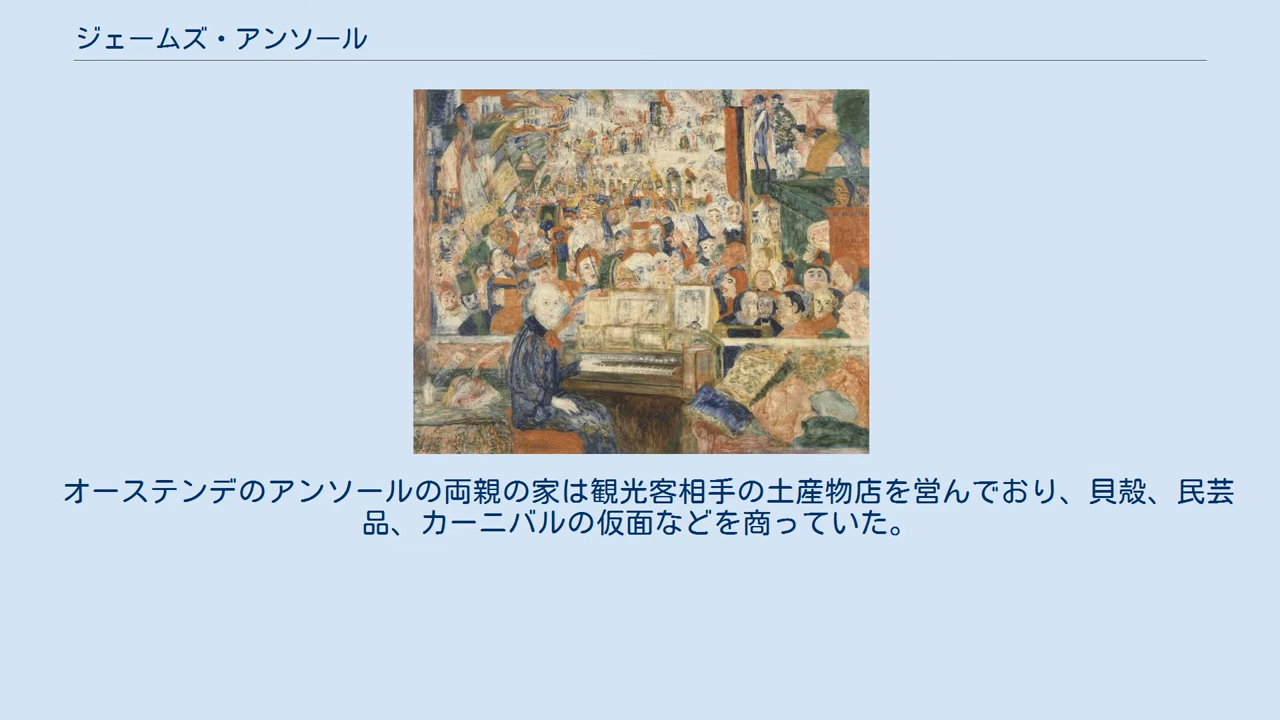 ジェームズ・アンソール
オーステンデのアンソールの両親の家は観光客相手の土産物店を営んでおり、貝殻、民芸
品、カーニバルの仮面などを商っていた。